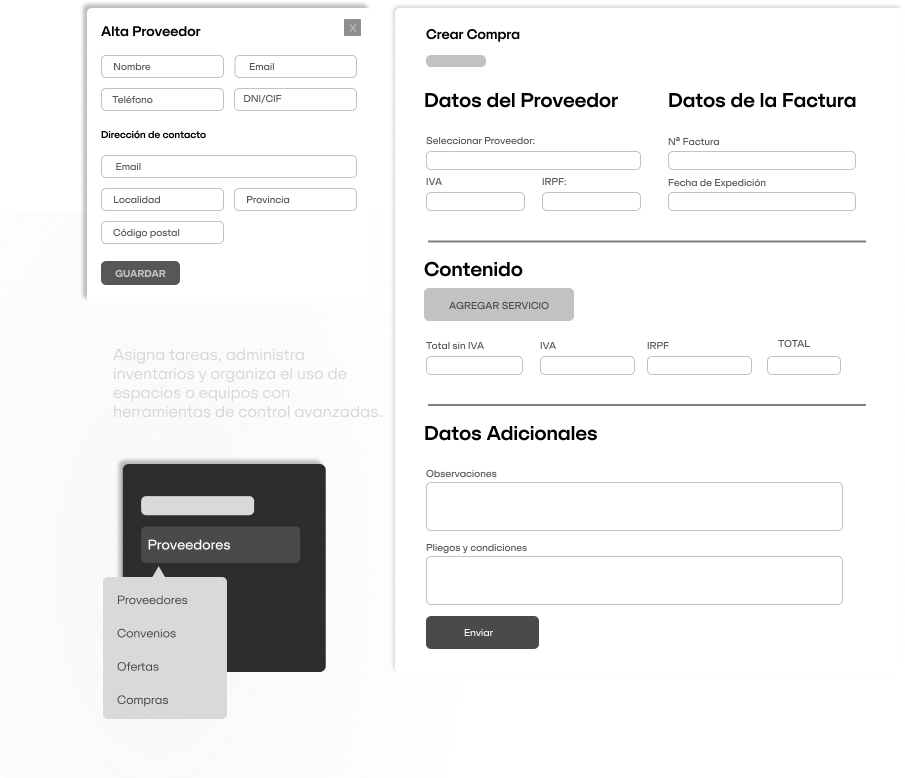 Alta Proveedor
X
Nombre
Email
Teléfono
DNI/CIF
Dirección de contacto
Email
Localidad
Provincia
Código postal
GUARDAR
Asigna tareas, administra
inventarios y organiza el uso de
espacios o equipos con
herramientas de control avanzadas.
Proveedores
Proveedores
Convenios
Ofertas
Compras
Crear Compra
Datos del Proveedor
Datos de la Factura
Seleccionar Proveedor:
Nª Factura
IVA
IRPF:
Fecha de Expedición
Contenido
AGREGAR SERVICIO
Total sin IVA
IVA
IRPF
TOTAL
Datos Adicionales
Observaciones
Pliegos y condiciones
Enviar